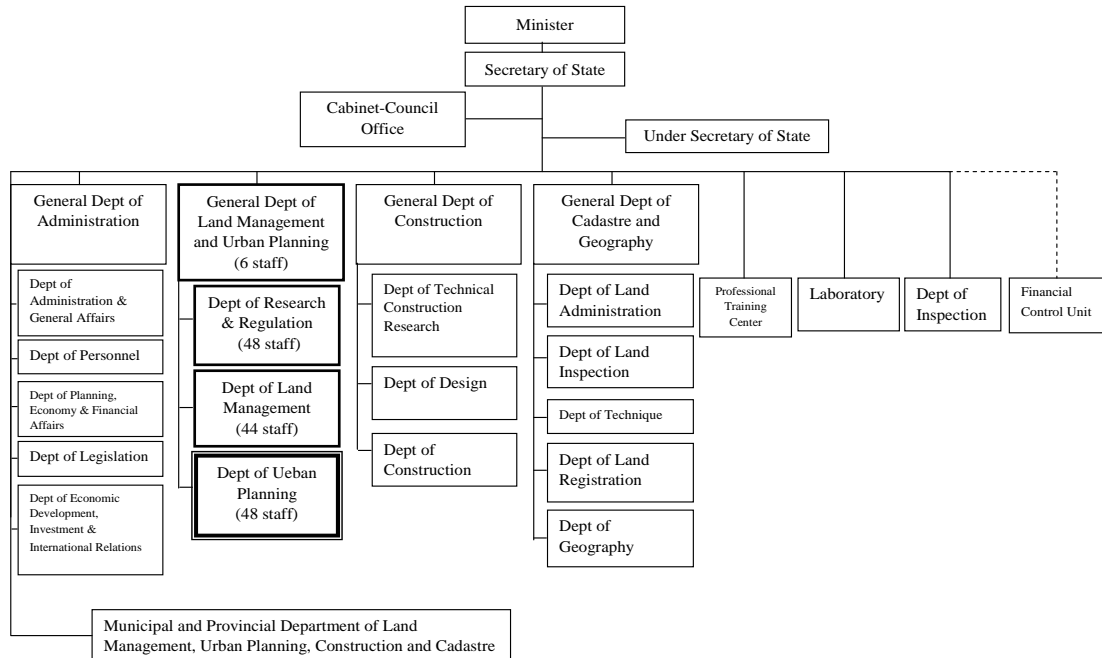 Minister
Secretary of State
Cabinet-Council
Office
Under Secretary of State
General Dept of
Administration
General Dept of
Land Management
and Urban Planning
(6 staff)
General Dept of
Construction
General Dept of
Cadastre and
Geography
Dept of
Administration &
General Affairs
Dept of Personnel
Dept of Planning,
Economy & Financial
Affairs
Dept of Legislation
Dept of Economic
Development,
Investment &
International Relations
Dept of Research
& Regulation
(48 staff)
Dept of Land
Management
(44 staff)
Dept of Ueban
Planning
(48 staff)
Dept of Technical
Construction
Research
Dept of Design
Dept of
Construction
Dept of Land
Administration
Dept of Land
Inspection
Dept of Technique
Dept of Land
Registration
Dept of
Geography
Professional
Training
Center
Laboratory
Dept of
Inspection
Financial
Control Unit
Municipal and Provincial Department of Land
Management, Urban Planning, Construction and Cadastre